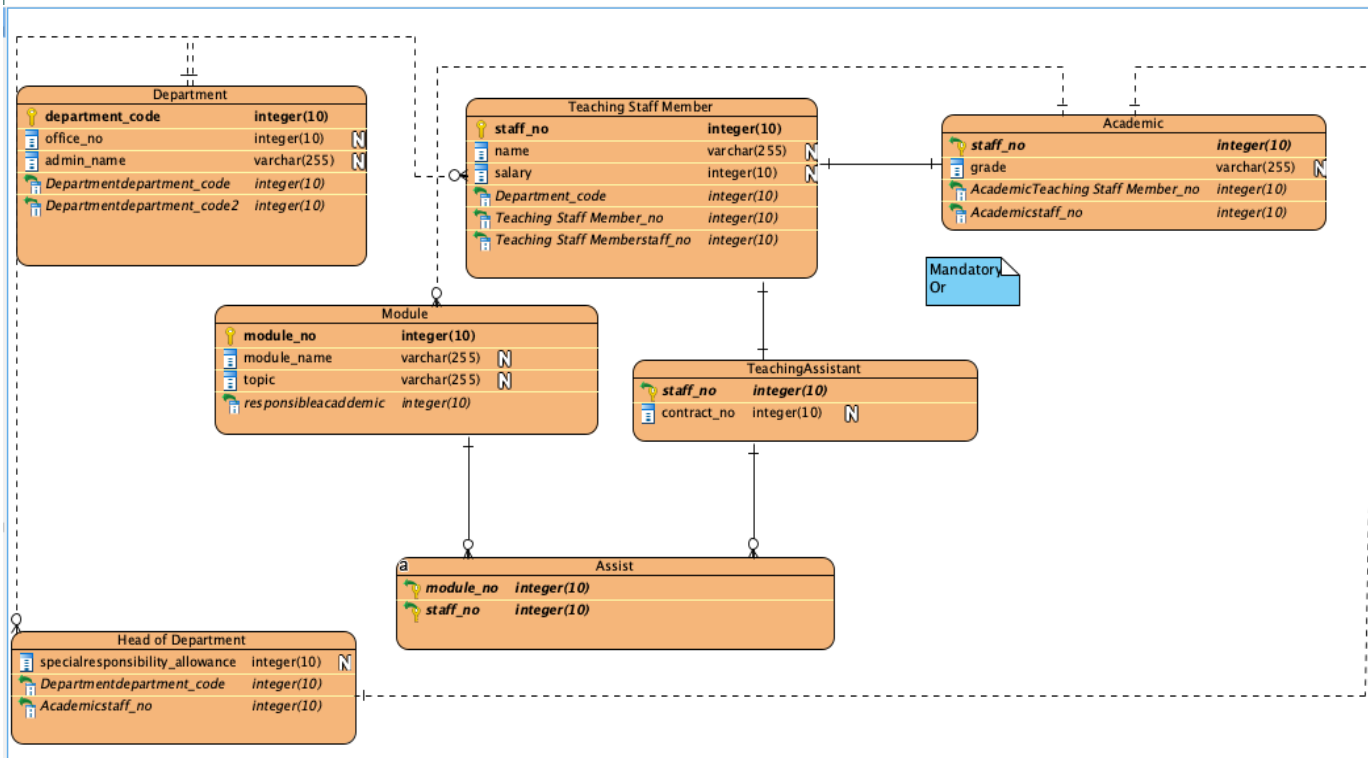 Department
department_code integer(10)
office_no integer(10) N
admin_name varchar(255) N
Departmentdepartment_code integer(10)
Departmentdepartment_code2 integer(10)
Teaching Staff Member
staff_no integer(10)
name varchar(255) N
salary integer(10) N
Department_code integer(10)
Teaching Staff Member_no integer(10)
Teaching Staff Memberstaff_no integer(10)
Academic
staff_no integer(10)
grade varchar(255) N
AcademicTeaching Staff Member_no integer(10)
Academicstaff_no integer(10)
Mandatory
Or
Module
module_no integer(10)
module_name varchar(255) N
topic varchar(255) N
responsibleacaddemic integer(10)
TeachingAssistant
staff_no integer(10)
contract_no integer(10) N
a
Assist
module_no integer(10)
staff_no integer(10)
Head of Department
specialresponsibility_allowance integer(10) N
Departmentdepartment_code integer(10)
Academicstaff_no integer(10)